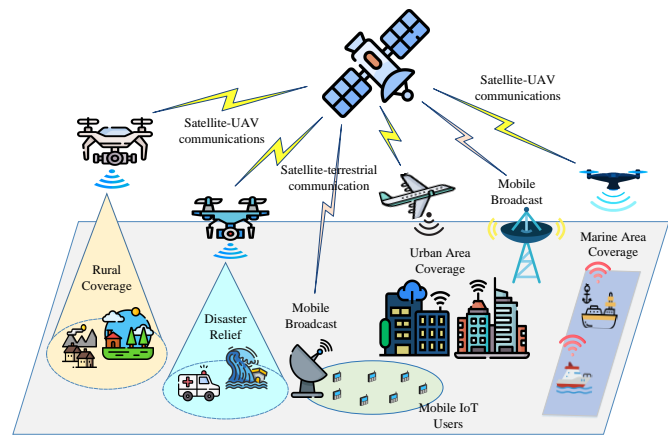 Satellite-UAV
communications
Satellite-UAV
communications
Satellite-terrestrial
communication
Mobile
Broadcast
Urban Area
Coverage
Marine Area
Coverage
Rural
Coverage
Disaster
Relief
Mobile
Broadcast
Mobile IoT
Users